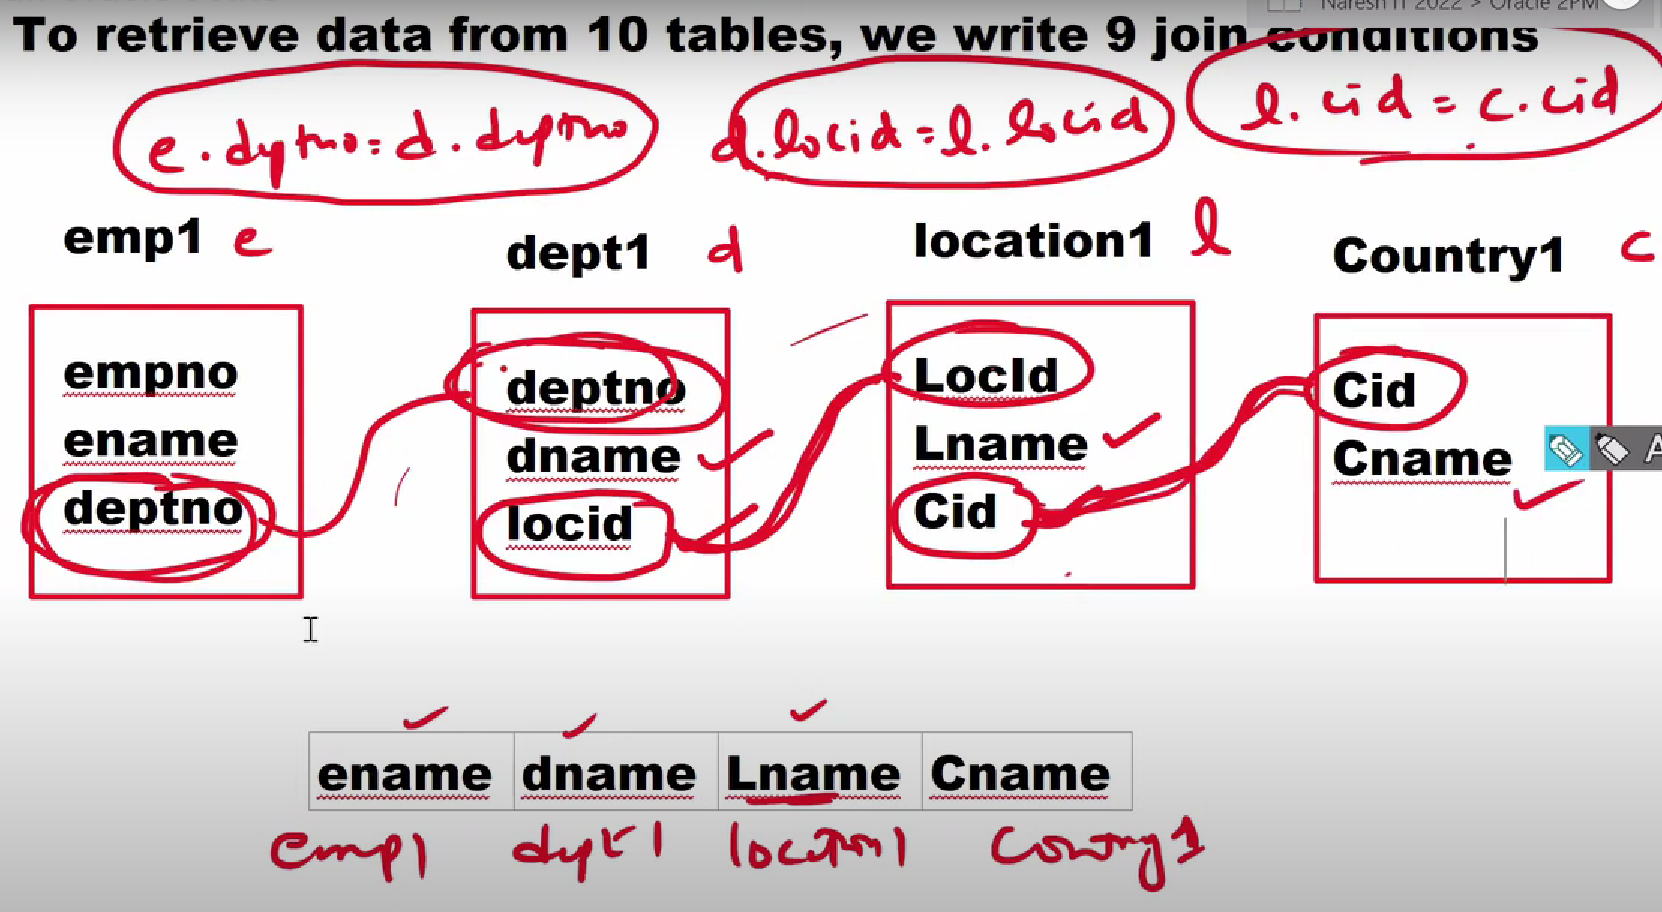 Naresh IT 2022 > Oracle 2PM
To retrieve data from 10 tables, we write 9 join conditions
e.deptno=d.deptno d.locid=l.locid l.cid=c.cid
emp1 e dept1 d location1 l Country1 c
empno deptno LocId Cid
ename dname Lname Cname
deptno locid Cid
ename dname Lname Cname
emp1 dept1 location1 Country1